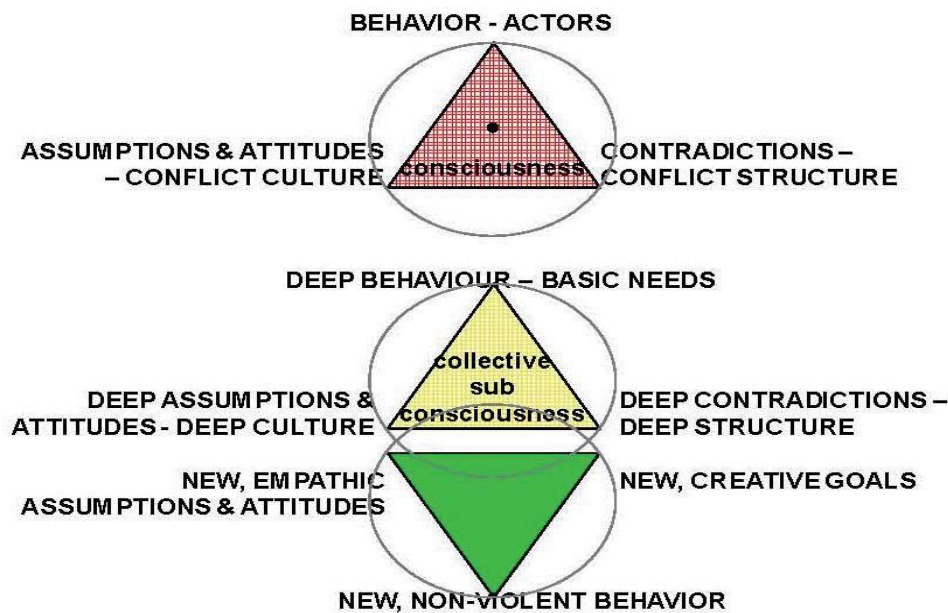 BEHAVIOR - ACTORS
ASSUMPTIONS & ATTITUDES
– CONFLICT CULTURE
consciousness
CONTRADICTIONS –
CONFLICT STRUCTURE
DEEP BEHAVIOUR – BASIC NEEDS
collective
sub
consciousness
DEEP ASSUMPTIONS &
ATTITUDES - DEEP CULTURE
DEEP CONTRADICTIONS –
DEEP STRUCTURE
NEW, EMPATHIC
ASSUMPTIONS & ATTITUDES
NEW, CREATIVE GOALS
NEW, NON-VIOLENT BEHAVIOR